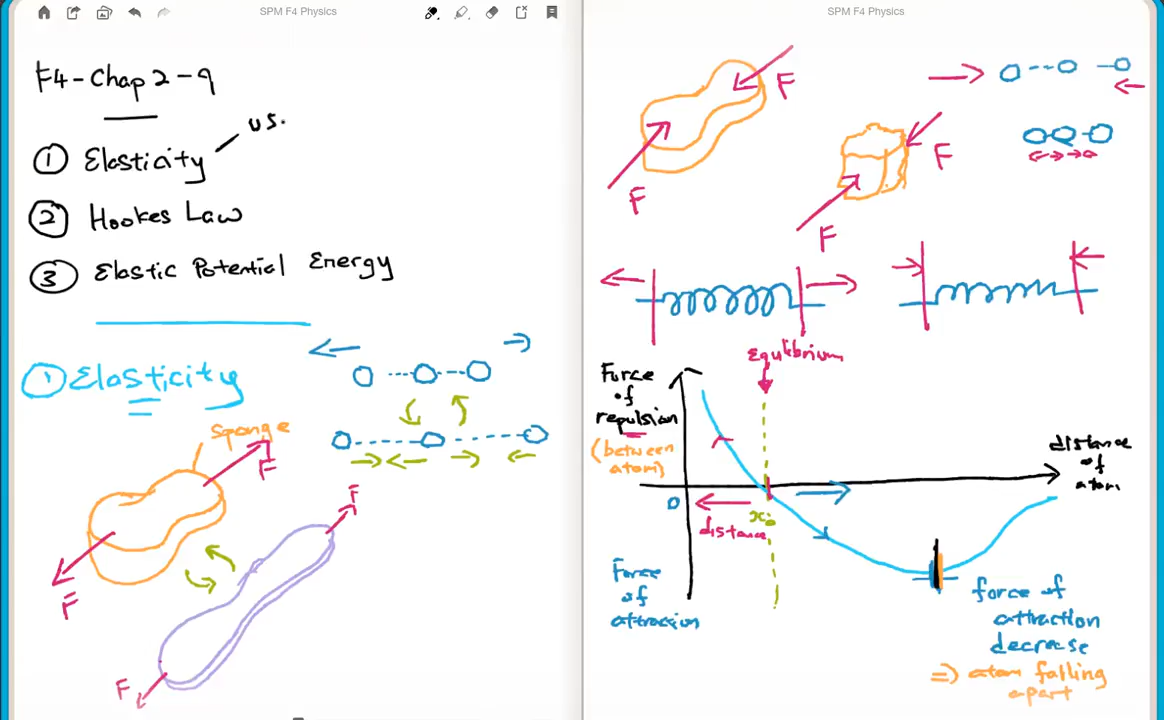 SPM F4 Physics
F4-Chap 2-9
① Elasticity
us.
② Hookes Law
③ Elastic Potential Energy
① Elasticity
Sponge
F
F
F
F
SPM F4 Physics
F
F
F
F
Equlibrium
Force
of
repulsion
(between
atom)
distance
of
atom
0
x₀
distance
Force
of
attraction
force of
attraction
decrease
=) atom falling
apart